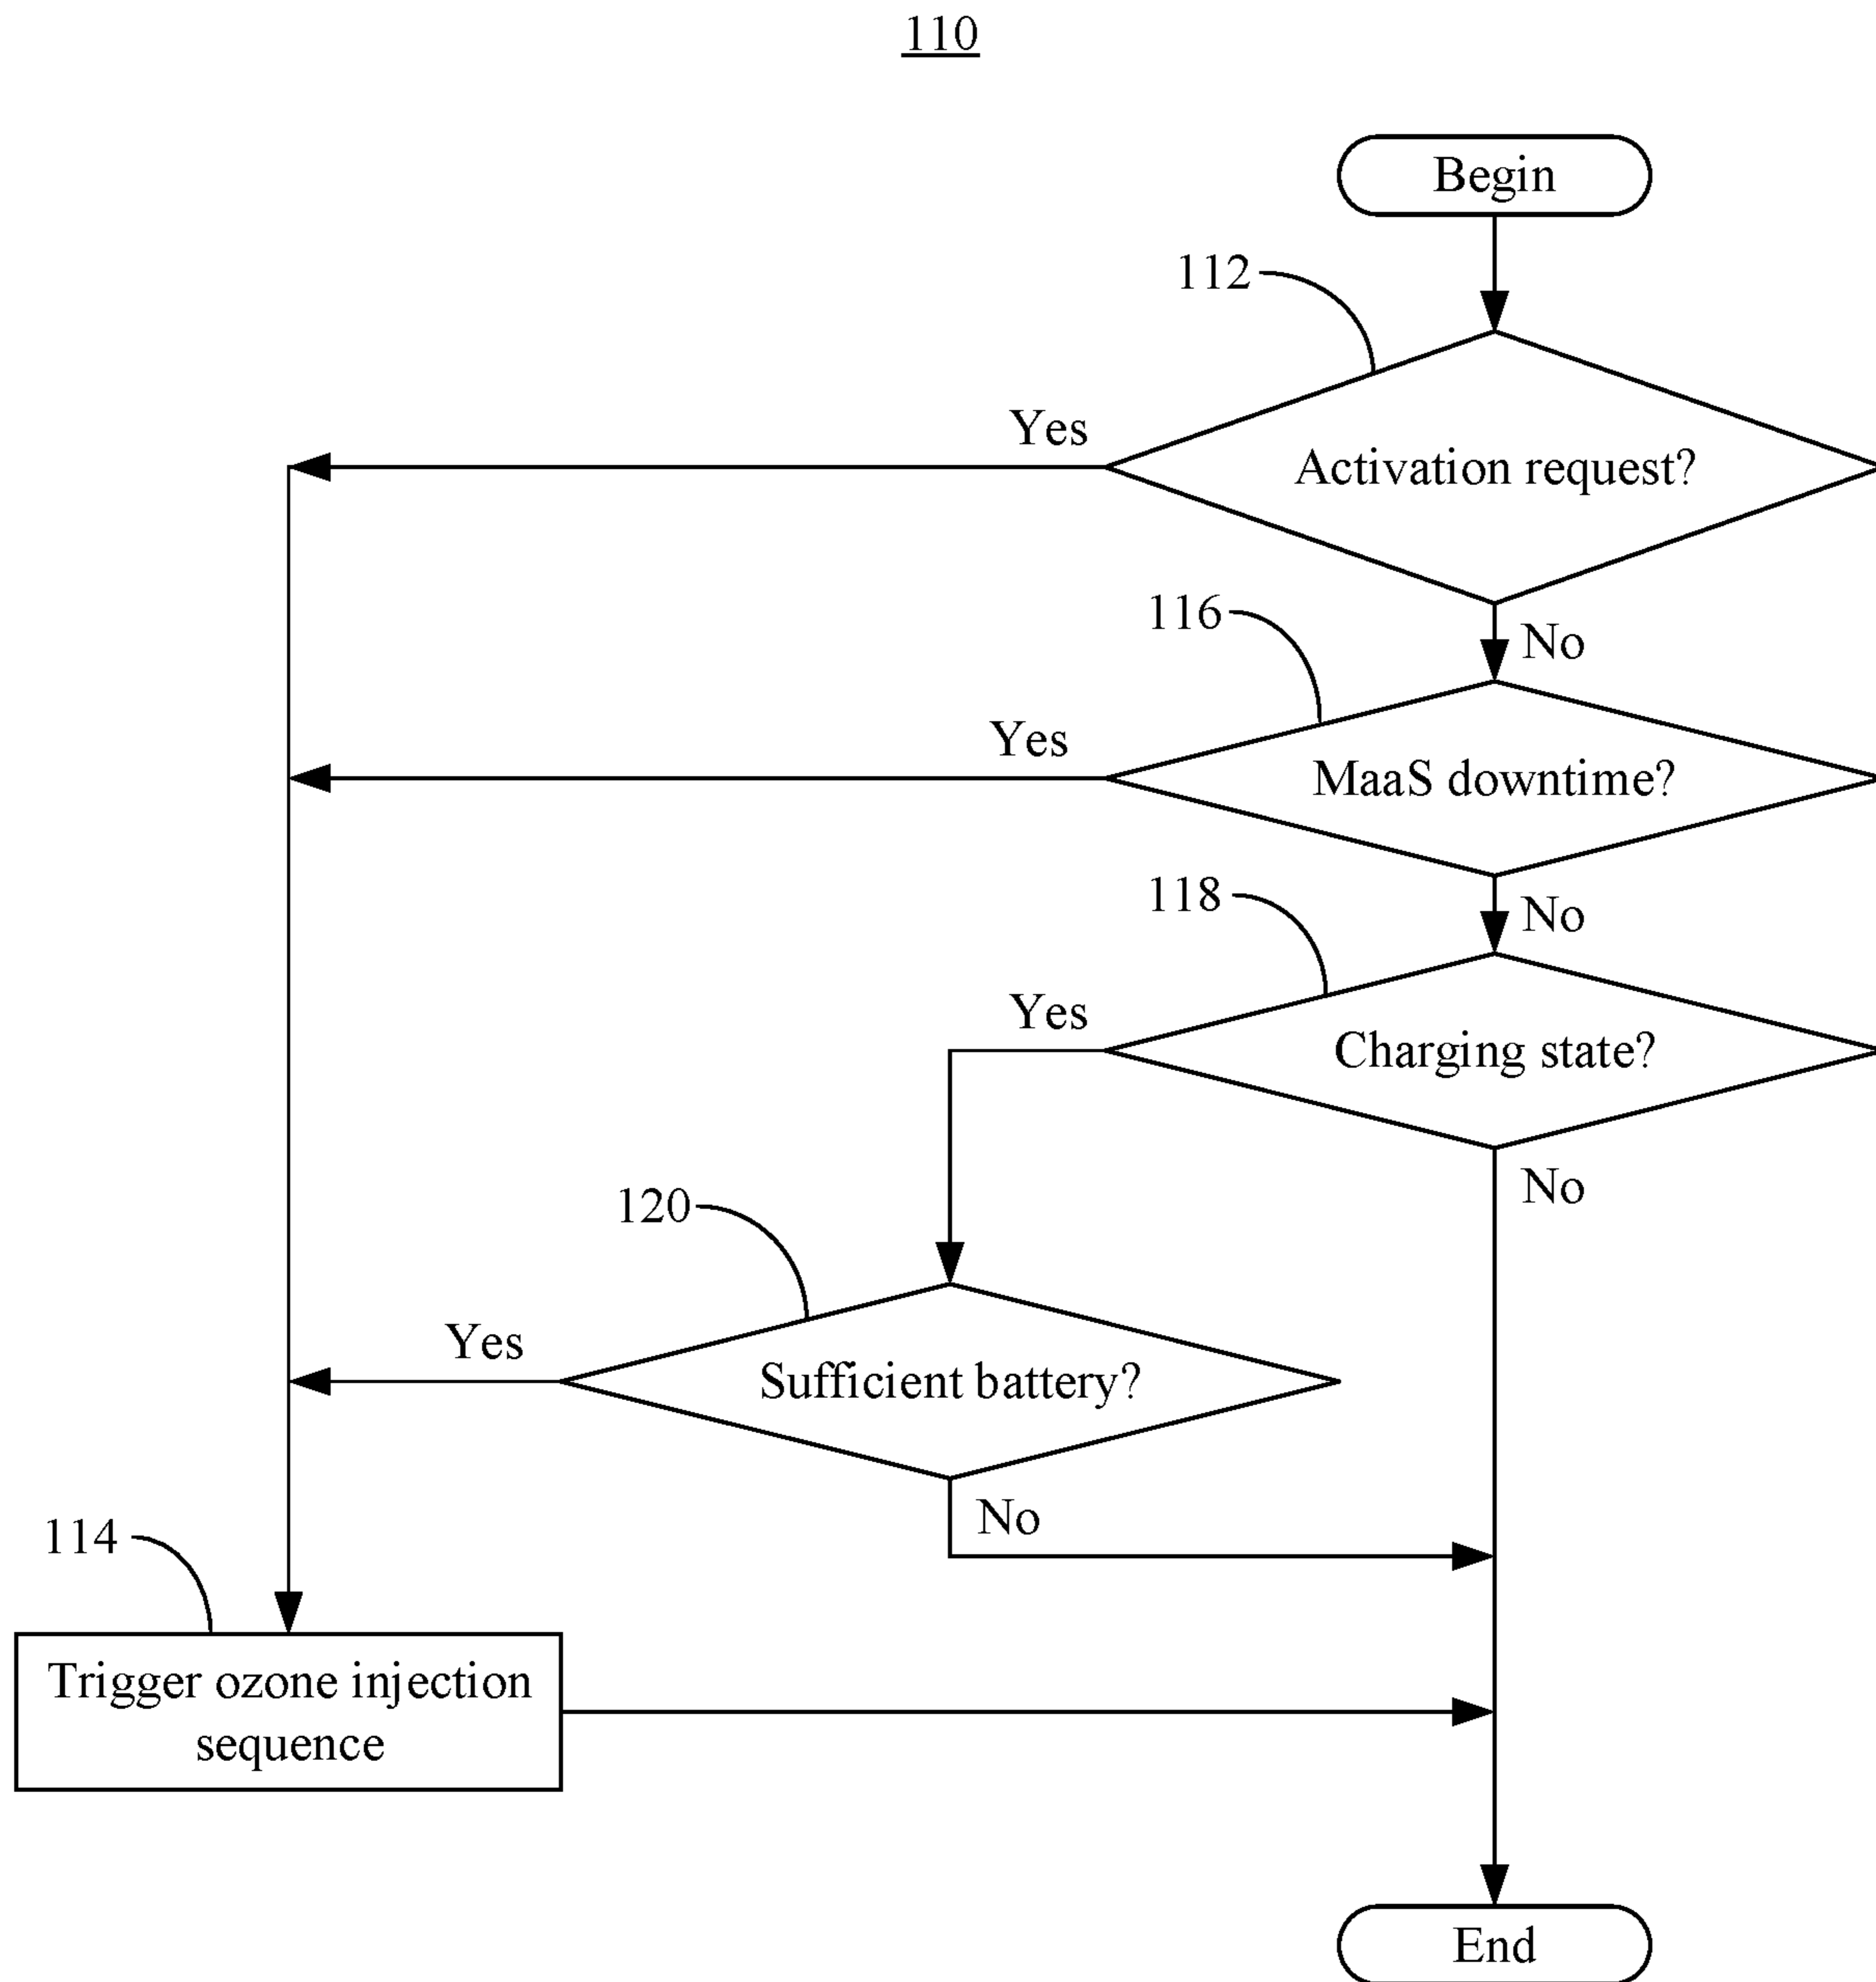 110
Begin
112
Yes
Activation request?
116
No
Yes
MaaS downtime?
118
No
Yes
Charging state?
No
120
Yes
Sufficient battery?
No
114
Trigger ozone injection
sequence
End